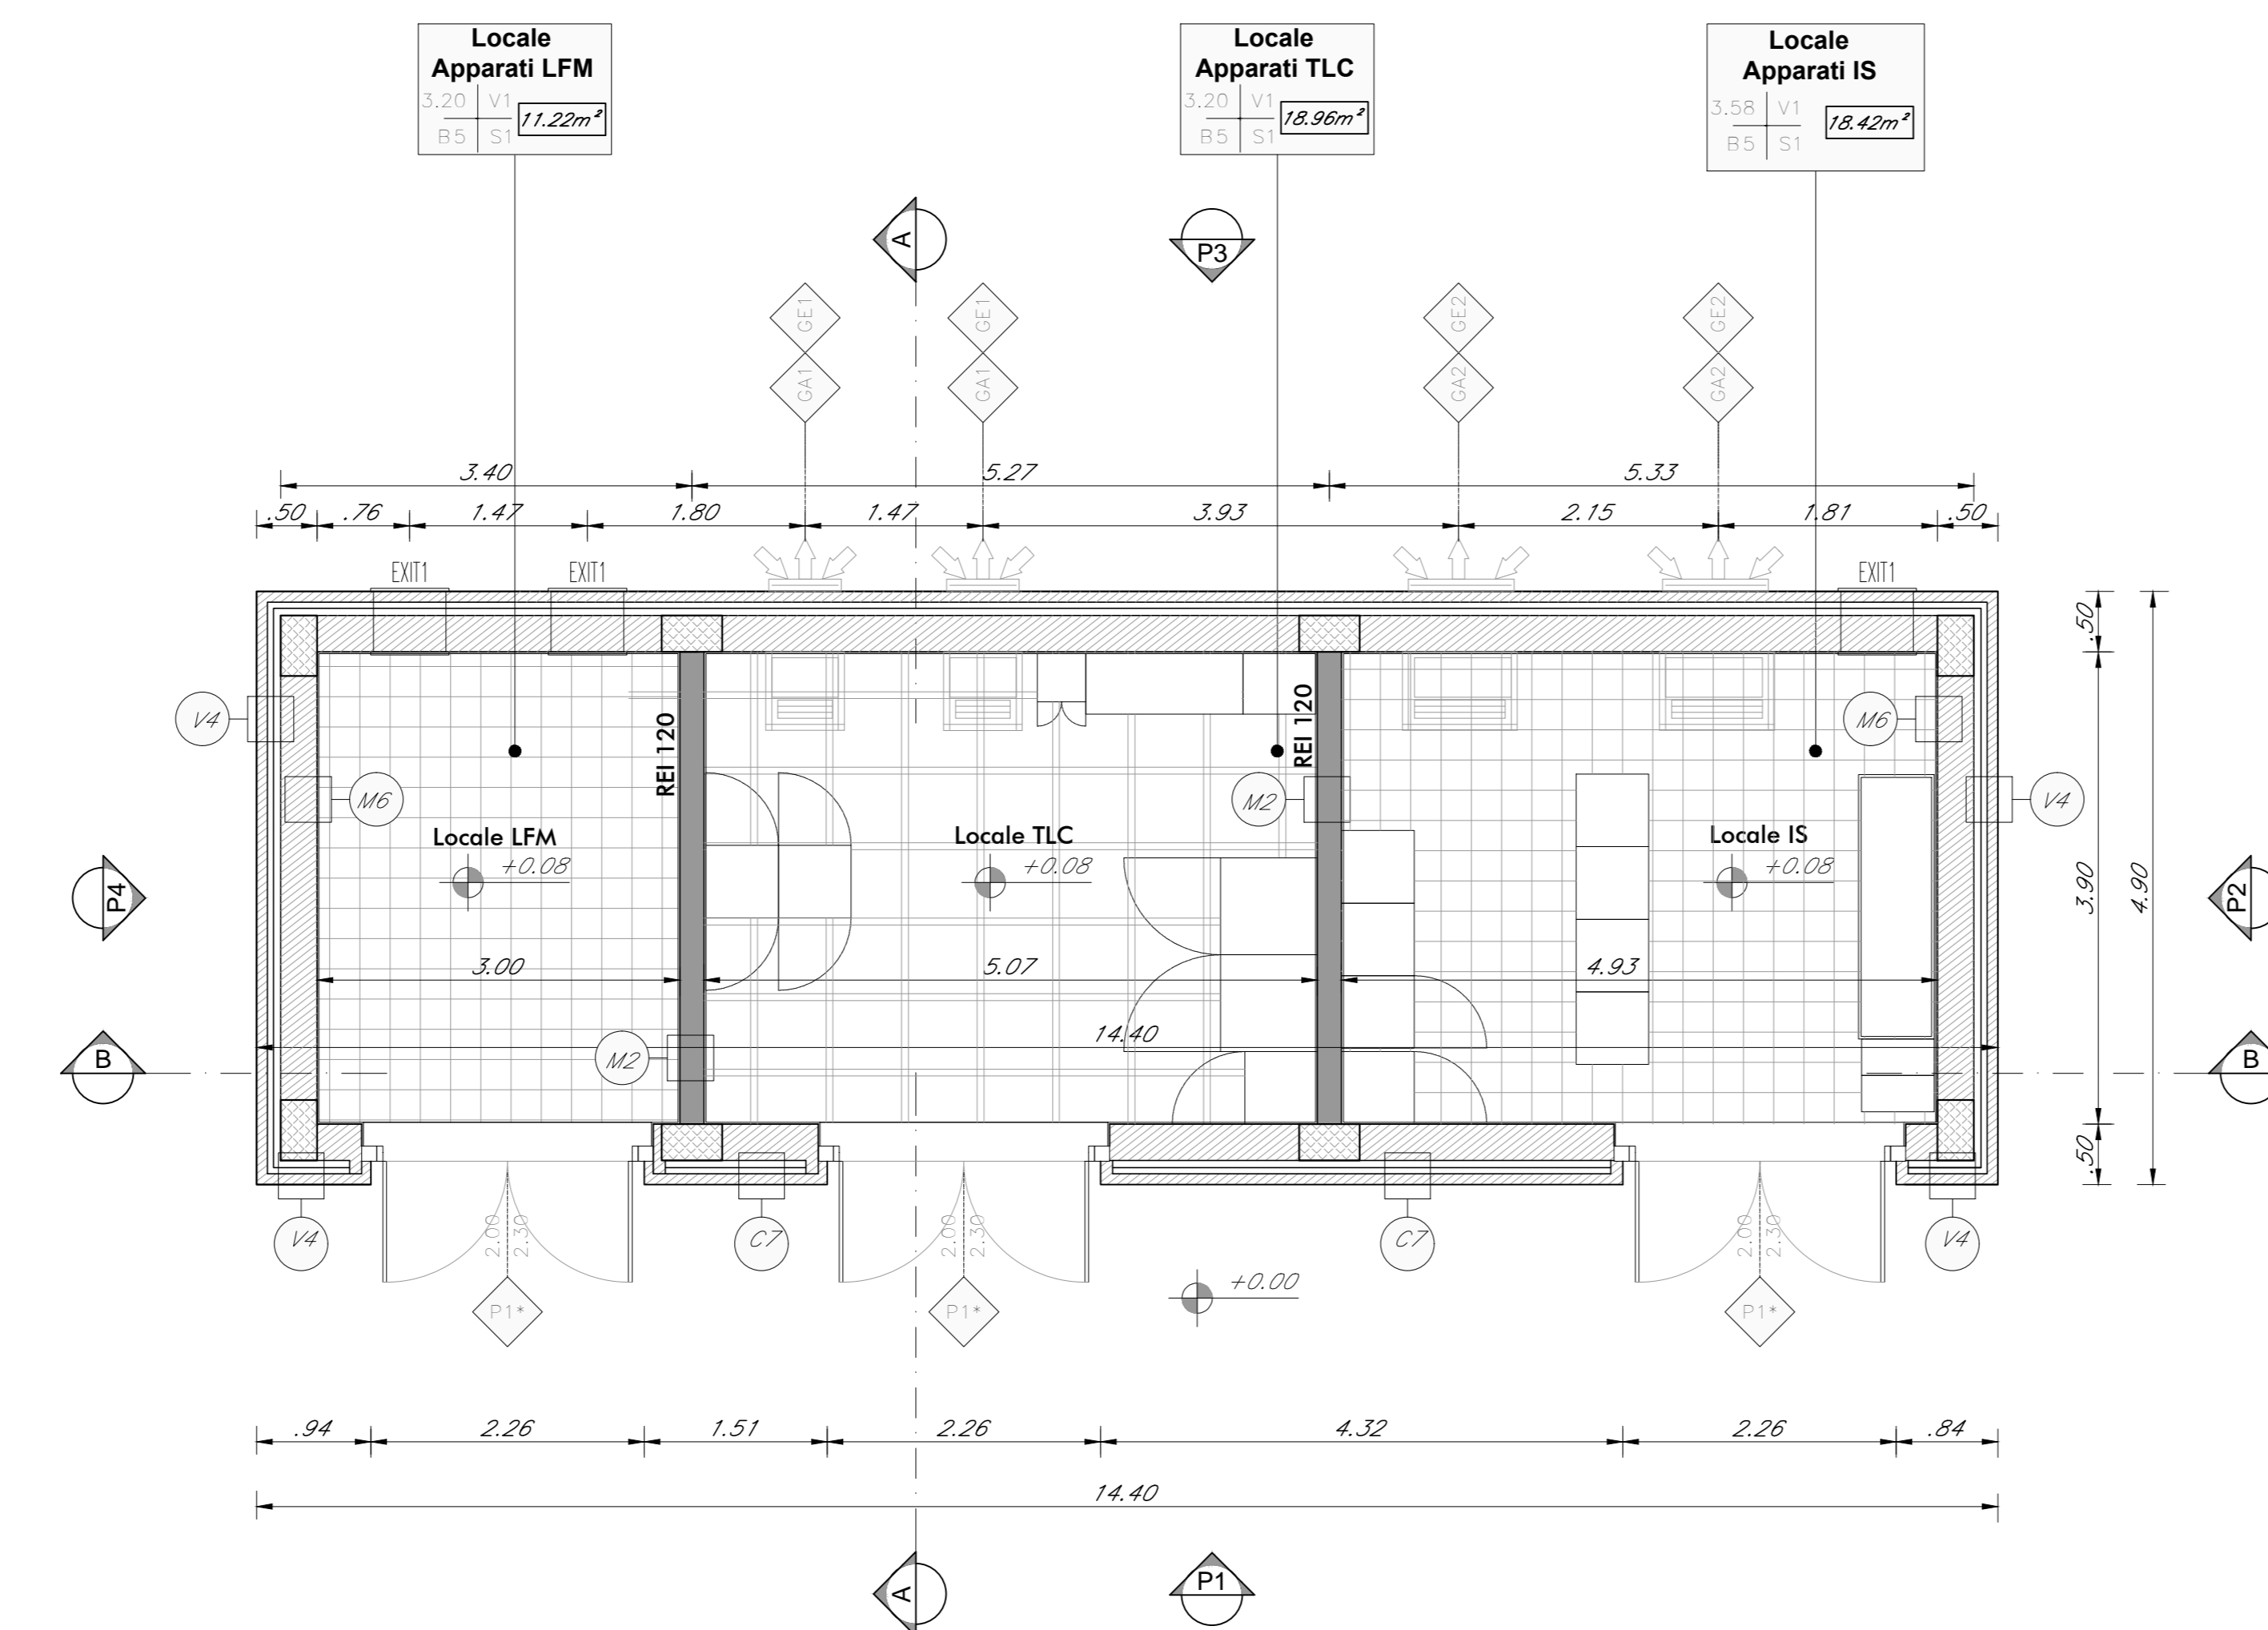 Locale
Apparati LFM
3.20 V1
11.22m²
B5 S1
Locale
Apparati TLC
3.20 V1
18.96m²
B5 S1
Locale
Apparati IS
3.58 V1
18.42m²
B5 S1
A
P3
GE1
GE1
GE2
GE2
GA1
GA1
GA2
GA2
3.40
5.27
5.33
.50
.76
1.47
1.80
1.47
3.93
2.15
1.81
.50
EXIT1
EXIT1
EXIT1
.50
V4
M6
REI 120
REI 120
M6
M6
M2
V4
Locale LFM
Locale TLC
Locale IS
+0.08
+0.08
+0.08
P4
3.90
4.90
P2
3.00
5.07
4.93
14.40
B
M2
B
.50
2.00
2.30
2.00
2.30
2.00
2.30
V4
C7
C7
V4
+0.00
P1*
P1*
P1*
.94
2.26
1.51
2.26
4.32
2.26
.84
14.40
A
P1